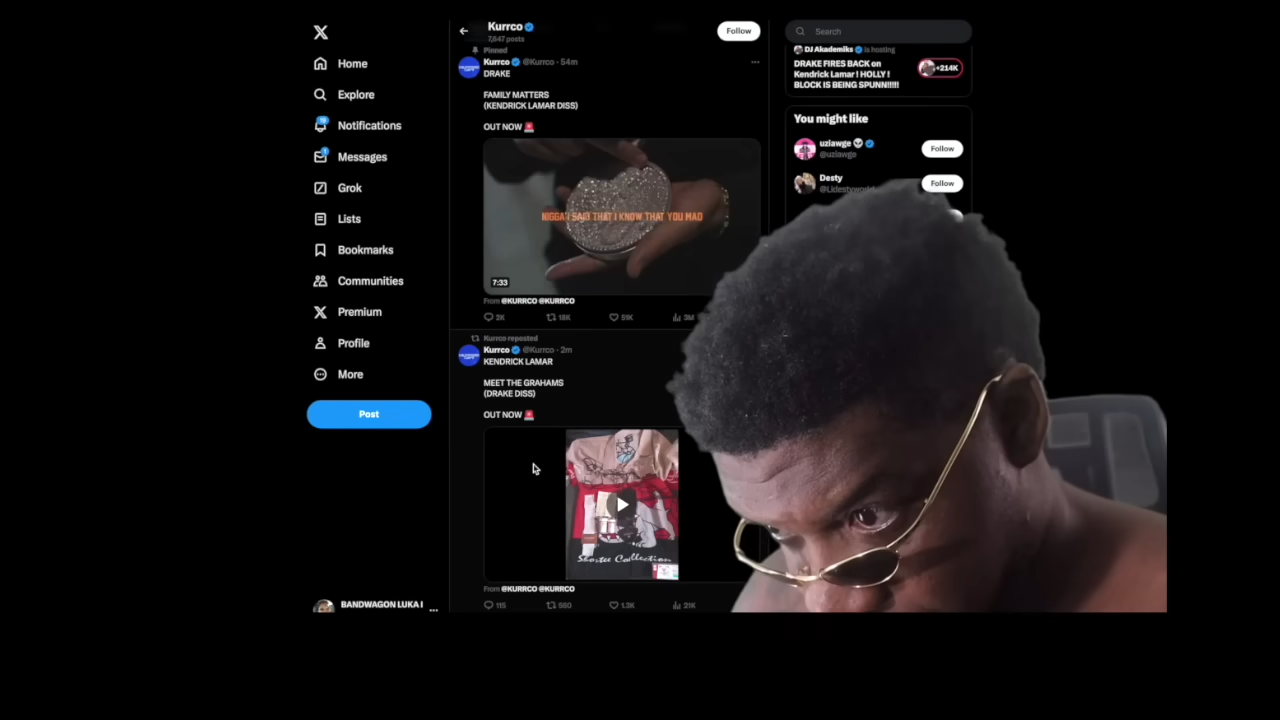 Home
Explore
Notifications
Messages
Grok
Lists
Bookmarks
Communities
Premium
Profile
More
Post
BANDWAGON LUKA
Kurrco
7,647 posts
Follow
Pinned
Kurrco @Kurrco · 54m
DRAKE
FAMILY MATTERS
(KENDRICK LAMAR DISS)
OUT NOW 🚨
NIGGA I SAID THAT I KNOW THAT YOU MAD
7:33
From @KURRCO @KURRCO
3K 18K 51K 3M
Kurrco reposted
Kurrco @Kurrco · 2m
KENDRICK LAMAR
MEET THE GRAHAMS
(DRAKE DISS)
OUT NOW 🚨
Shortee Collection
From @KURRCO @KURRCO
115 560 1.3K 21K
Search
DJ Akademiks is hosting
DRAKE FIRES BACK on
Kendrick Lamar ! HOLLY !
BLOCK IS BEING SPUNN!!!!!
+214K
You might like
uziawge 💀
@uziawge
Follow
Desty
Follow